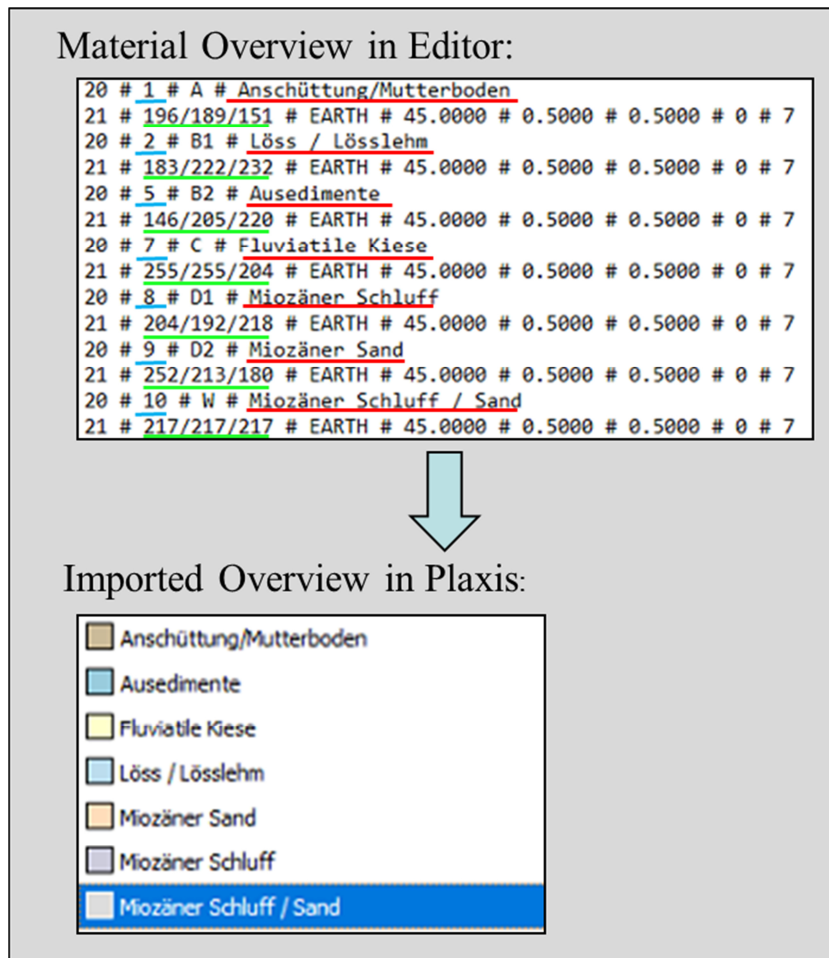 Material Overview in Editor:
20 # 1 # A # Anschüttung/Mutterboden
21 # 196/189/151 # EARTH # 45.0000 # 0.5000 # 0.5000 # 0 # 7
20 # 2 # B1 # Löss / Lösslehm
21 # 183/222/232 # EARTH # 45.0000 # 0.5000 # 0.5000 # 0 # 7
20 # 5 # B2 # Ausedimente
21 # 146/205/220 # EARTH # 45.0000 # 0.5000 # 0.5000 # 0 # 7
20 # 7 # C # Fluviatile Kiese
21 # 255/255/204 # EARTH # 45.0000 # 0.5000 # 0.5000 # 0 # 7
20 # 8 # D1 # Miozäner Schluff
21 # 204/192/218 # EARTH # 45.0000 # 0.5000 # 0.5000 # 0 # 7
20 # 9 # D2 # Miozäner Sand
21 # 252/213/180 # EARTH # 45.0000 # 0.5000 # 0.5000 # 0 # 7
20 # 10 # W # Miozäner Schluff / Sand
21 # 217/217/217 # EARTH # 45.0000 # 0.5000 # 0.5000 # 0 # 7
Imported Overview in Plaxis:
Anschüttung/Mutterboden
Ausedimente
Fluviatile Kiese
Löss / Lösslehm
Miozäner Sand
Miozäner Schluff
Miozäner Schluff / Sand